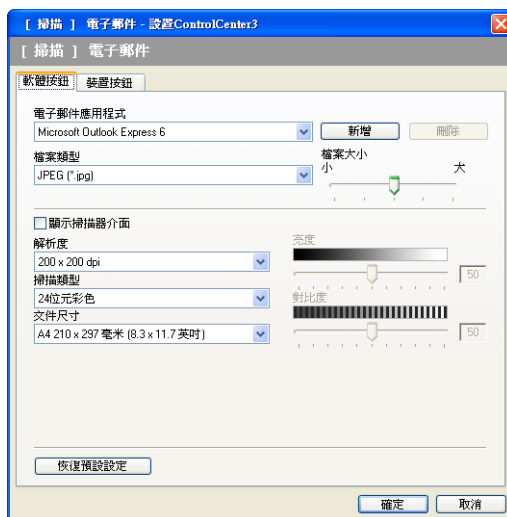 [ 掃描 ] 電子郵件 - 設置ControlCenter3
[ 掃描 ] 電子郵件
軟體按鈕 裝置按鈕
電子郵件應用程式
Microsoft Outlook Express 6 新增 刪除
檔案類型 檔案大小
小 大
JPEG (*.jpg)
顯示掃描器介面
解析度 亮度
200 x 200 dpi 50
掃描類型
24位元彩色 對比度
文件尺寸
A4 210 x 297 毫米 (8.3 x 11.7 英吋) 50
恢復預設設定
確定 取消